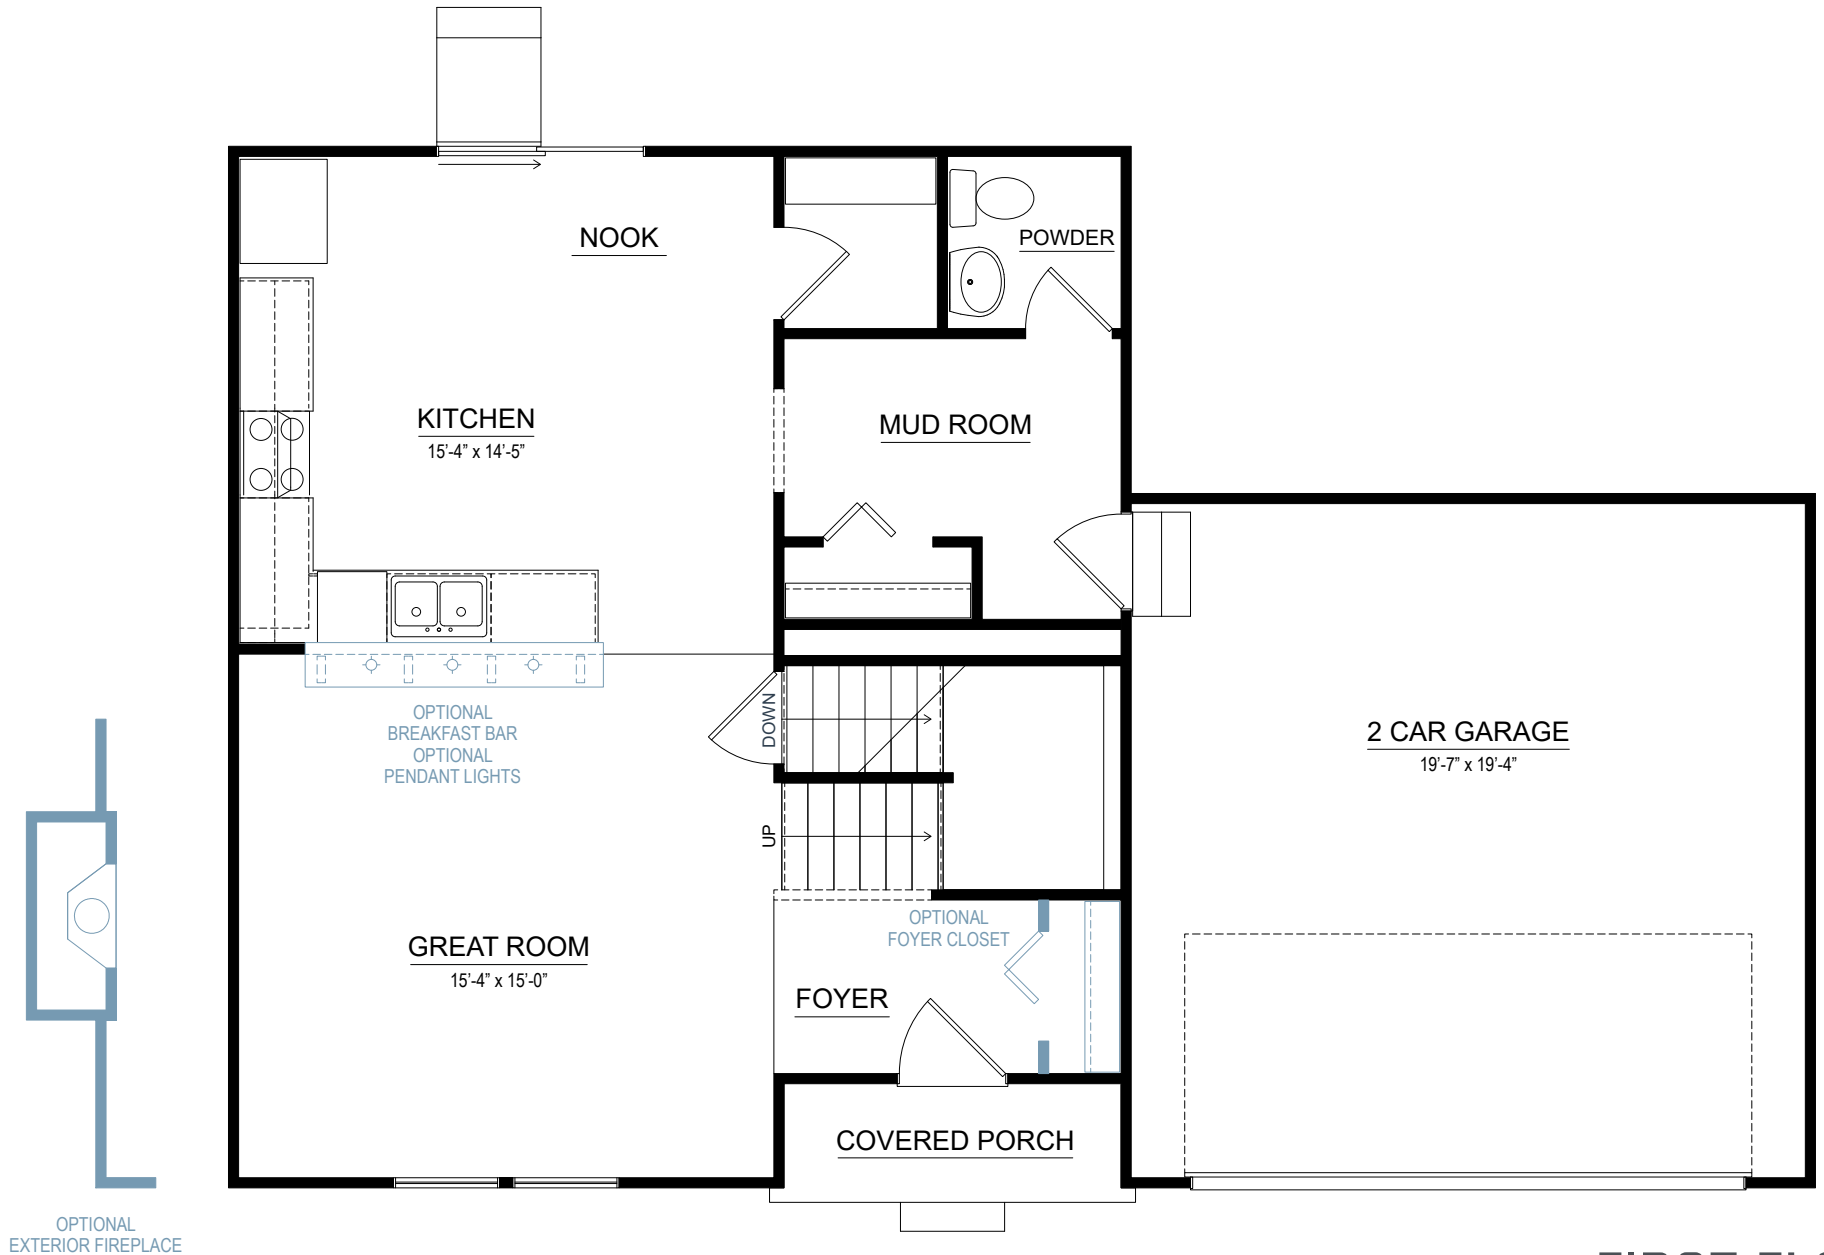 NOOK
POWDER
KITCHEN
15'-4" x 14'-5"
MUD ROOM
DOWN
OPTIONAL
BREAKFAST BAR
OPTIONAL
PENDANT LIGHTS
2 CAR GARAGE
19'-7" x 19'-4"
UP
OPTIONAL
FOYER CLOSET
GREAT ROOM
15'-4" x 15'-0"
FOYER
COVERED PORCH
OPTIONAL
EXTERIOR FIREPLACE